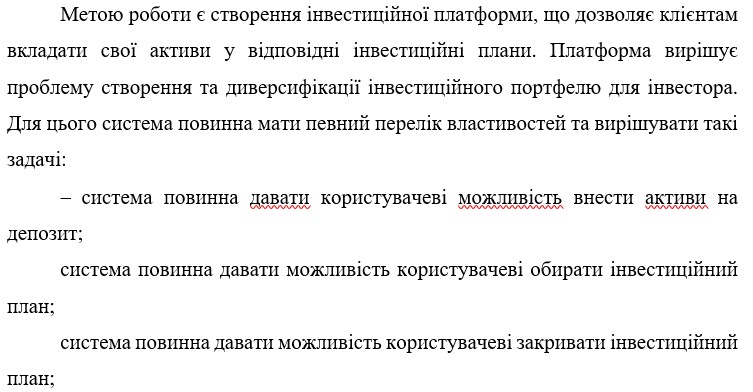 Метою роботи є створення інвестиційної платформи, що дозволяє клієнтам
вкладати свої активи у відповідні інвестиційні плани. Платформа вирішує
проблему створення та диверсифікації інвестиційного портфелю для інвестора.
Для цього система повинна мати певний перелік властивостей та вирішувати такі
задачі:
– система повинна давати користувачеві можливість внести активи на
депозит;
система повинна давати можливість користувачеві обирати інвестиційний
план;
система повинна давати можливість користувачеві закривати інвестиційний
план;